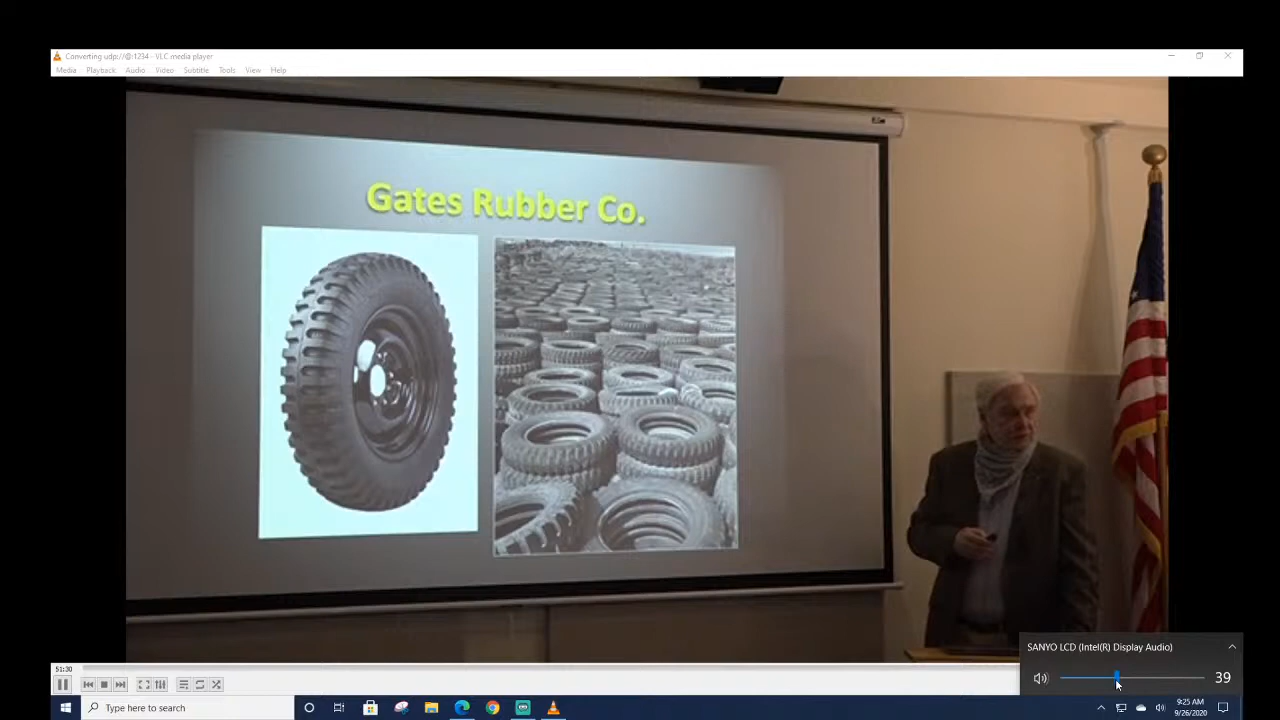 Converting udp://@:1234 - VLC media player
Media Playback Audio Video Subtitle Tools View Help
Gates Rubber Co.
SANYO LCD (Intel(R) Display Audio)
51:30
39
Type here to search
9:25 AM
9/26/2020